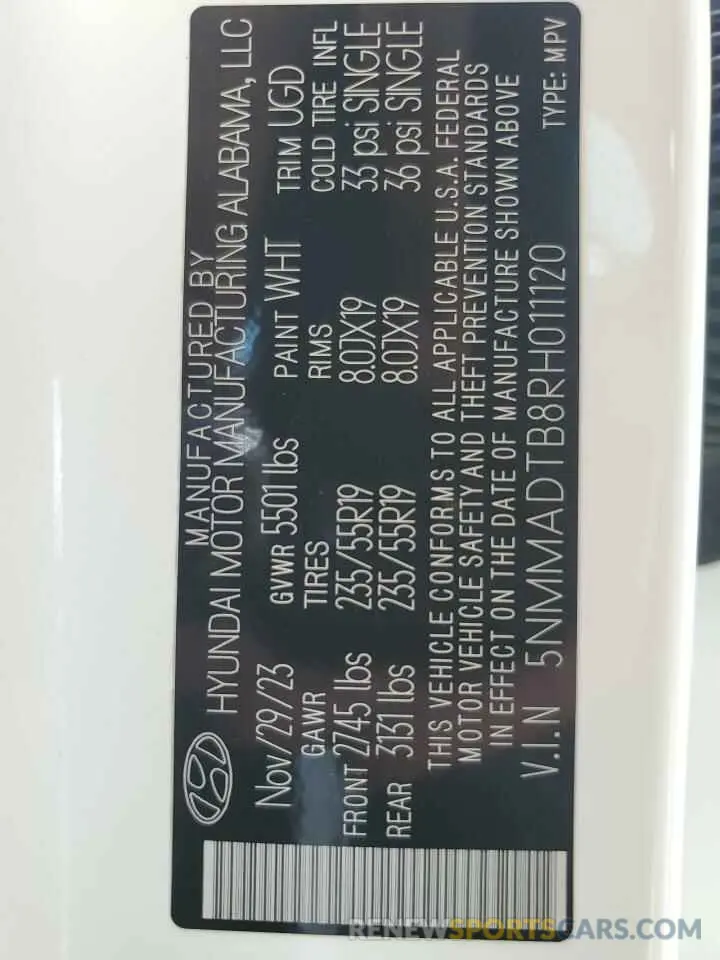 MANUFACTURED BY
HYUNDAI MOTOR MANUFACTURING ALABAMA, LLC
Nov/29/23 GVWR 5501 lbs PAINT WHT TRIM UGD
GAWR TIRES RIMS COLD TIRE INFL
FRONT 2745 lbs 235/55R19 8.0JX19 33 psi SINGLE
REAR 3131 lbs 235/55R19 8.0JX19 36 psi SINGLE
THIS VEHICLE CONFORMS TO ALL APPLICABLE U.S.A. FEDERAL
MOTOR VEHICLE SAFETY AND THEFT PREVENTION STANDARDS
IN EFFECT ON THE DATE OF MANUFACTURE SHOWN ABOVE
V.I.N 5NMMADTB8RH011120 TYPE: MPV
RENEWSPORTSCARS.COM